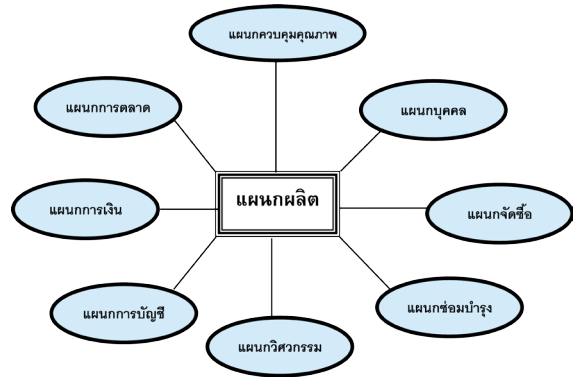 แผนกควบคุมคุณภาพ
แผนกการตลาด
แผนกบุคคล
แผนกผลิต
แผนกการเงิน
แผนกจัดซื้อ
แผนกการบัญชี
แผนกซ่อมบำรุง
แผนกวิศวกรรม